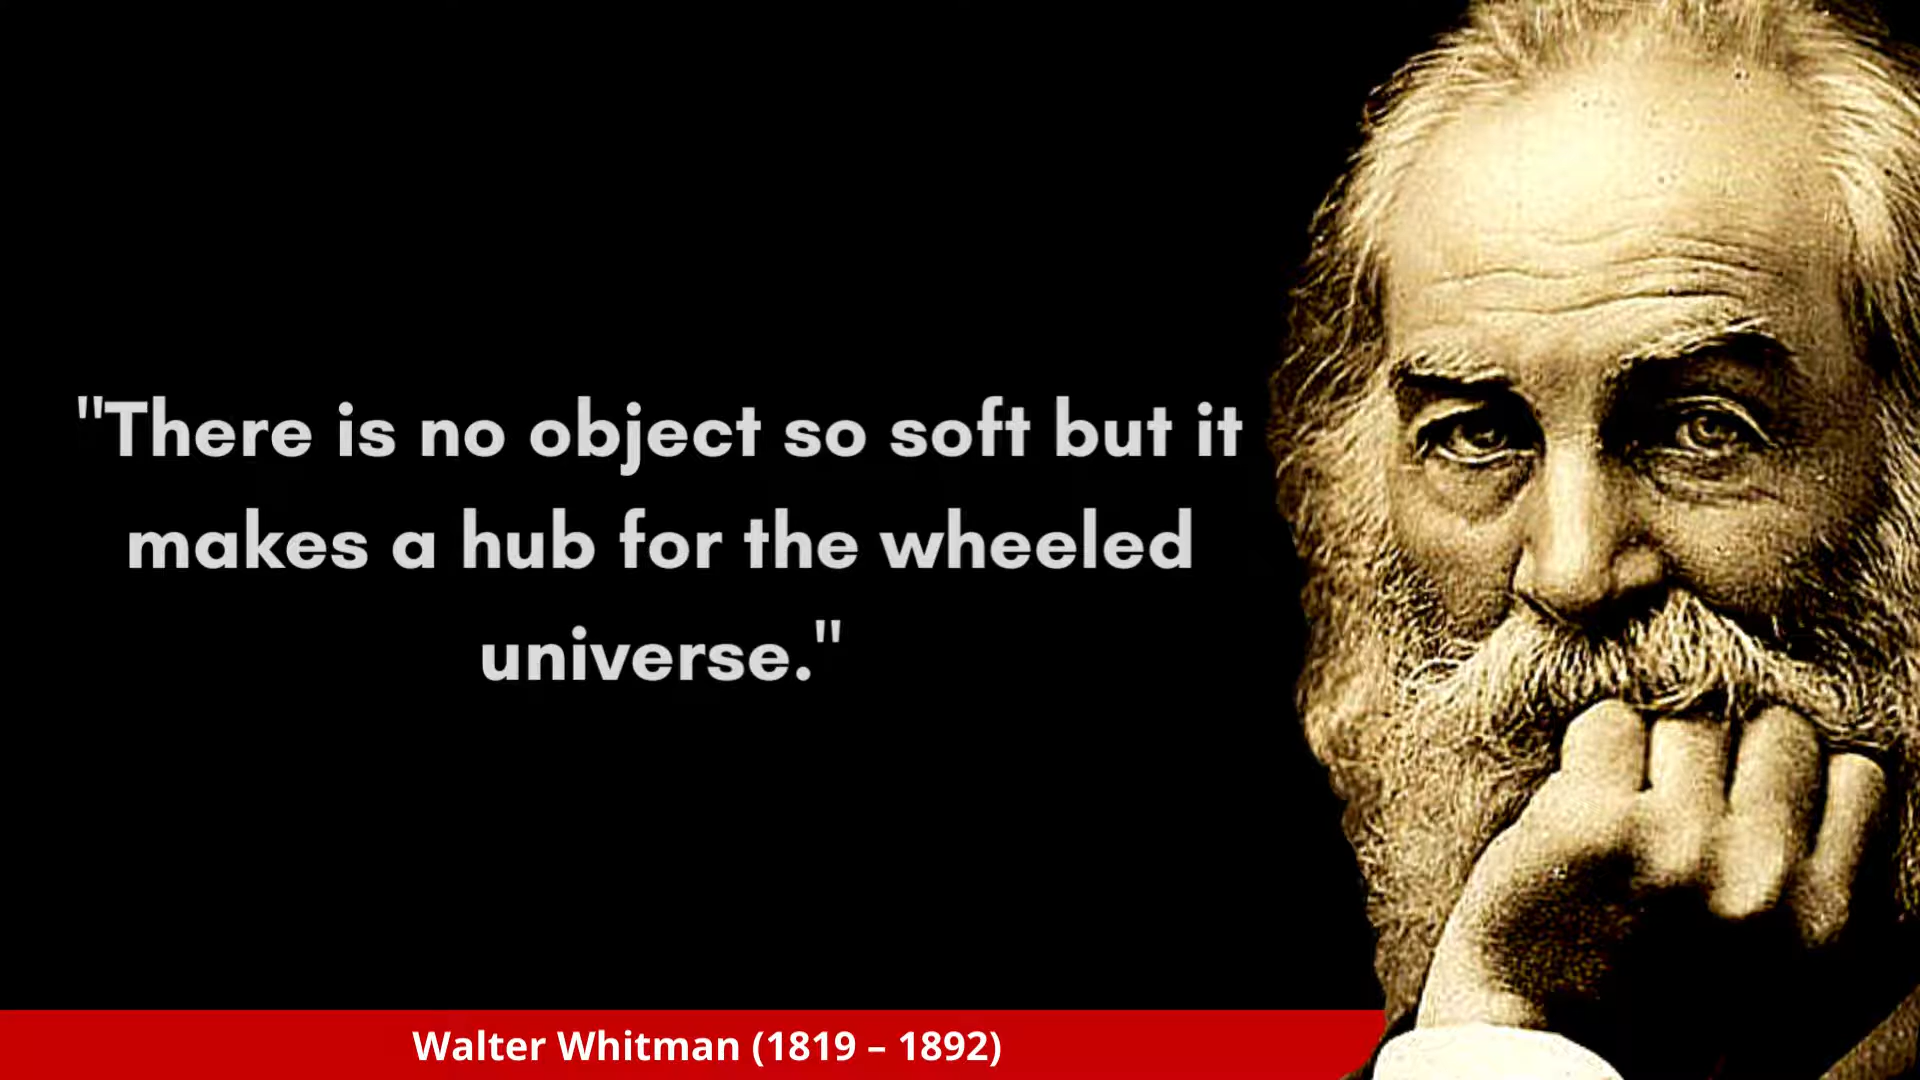 "There is no object so soft but it
makes a hub for the wheeled
universe."
Walter Whitman (1819 – 1892)